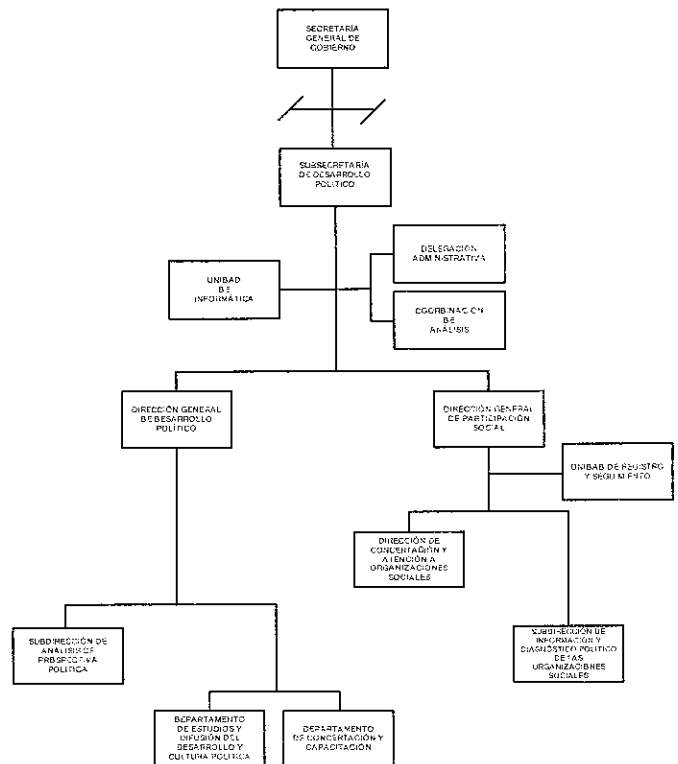 SECRETARÍA
GENERAL DE
GOBIERNO
SUBSECRETARÍA
DE DESARROLLO
POLÍTICO
DELEGACIÓN
ADMINISTRATIVA
UNIDAD
DE
INFORMÁTICA
COORDINACIÓN
DE
ANÁLISIS
DIRECCIÓN GENERAL
DE DESARROLLO
POLÍTICO
DIRECCIÓN GENERAL
DE PARTICIPACIÓN
SOCIAL
UNIDAD DE REGISTRO
Y SEGUIMIENTO
DIRECCIÓN DE
CONCERTACIÓN Y
ATENCIÓN A
ORGANIZACIONES
SOCIALES
SUBDIRECCIÓN DE
ANÁLISIS DE
PROSPECTIVA
POLÍTICA
SUBDIRECCIÓN DE
INFORMACIÓN Y
DIAGNÓSTICO POLÍTICO
DE LAS
ORGANIZACIONES
SOCIALES
DEPARTAMENTO
DE ESTUDIOS Y
DIFUSIÓN DEL
DESARROLLO Y
CULTURA POLÍTICA
DEPARTAMENTO
DE CONCERTACIÓN Y
CAPACITACIÓN